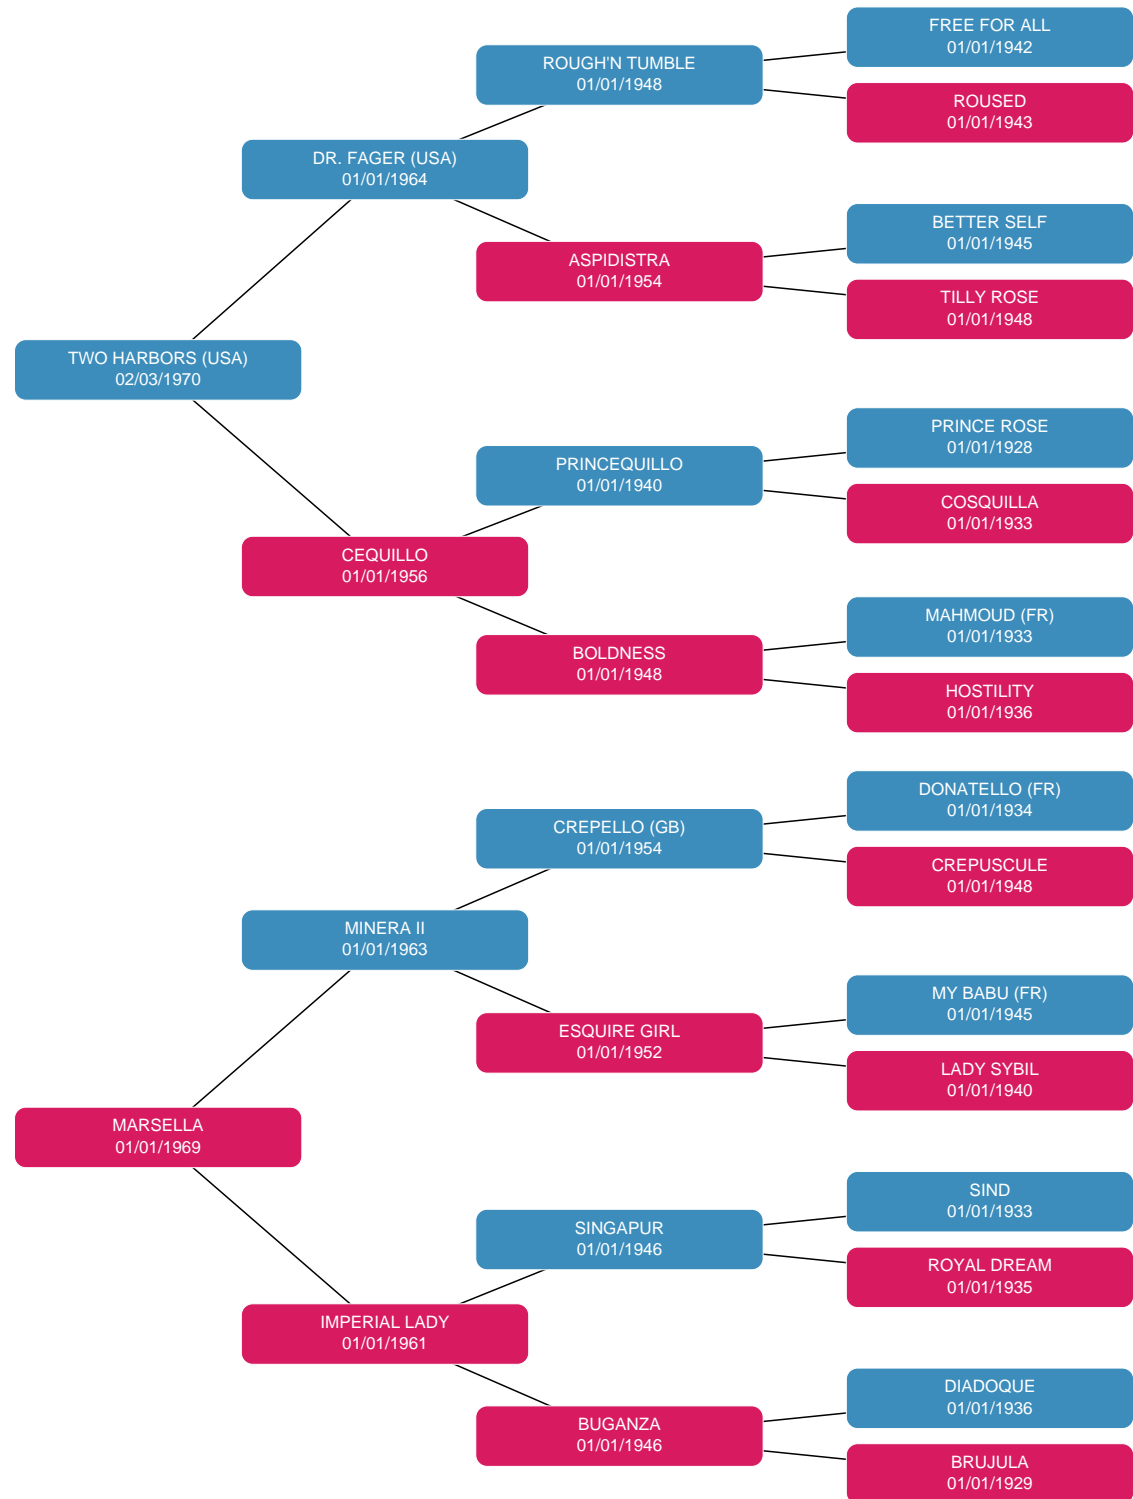 FREE FOR ALL
01/01/1942
ROUGH'N TUMBLE
01/01/1948
ROUSED
01/01/1943
DR. FAGER (USA)
01/01/1964
BETTER SELF
01/01/1945
ASPIDISTRA
01/01/1954
TILLY ROSE
01/01/1948
TWO HARBORS (USA)
02/03/1970
PRINCE ROSE
01/01/1928
PRINCEQUILLO
01/01/1940
COSQUILLA
01/01/1933
CEQUILLO
01/01/1956
MAHMOUD (FR)
01/01/1933
BOLDNESS
01/01/1948
HOSTILITY
01/01/1936
DONATELLO (FR)
01/01/1934
CREPELLO (GB)
01/01/1954
CREPUSCULE
01/01/1948
MINERA II
01/01/1963
MY BABU (FR)
01/01/1945
ESQUIRE GIRL
01/01/1952
LADY SYBIL
01/01/1940
MARSELLA
01/01/1969
SIND
01/01/1933
SINGAPUR
01/01/1946
ROYAL DREAM
01/01/1935
IMPERIAL LADY
01/01/1961
DIADOQUE
01/01/1936
BUGANZA
01/01/1946
BRUJULA
01/01/1929